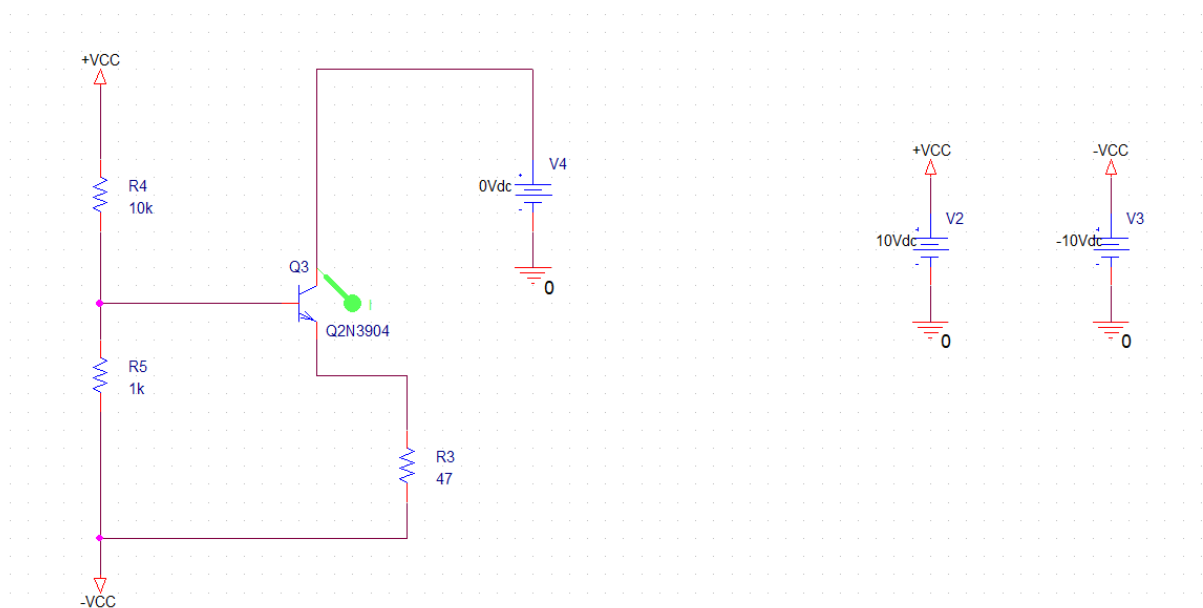 +VCC
R4
10k
R5
1k
-VCC
Q3
I
Q2N3904
R3
47
V4
0Vdc
0
+VCC
V2
10Vdc
0
-VCC
V3
-10Vdc
0